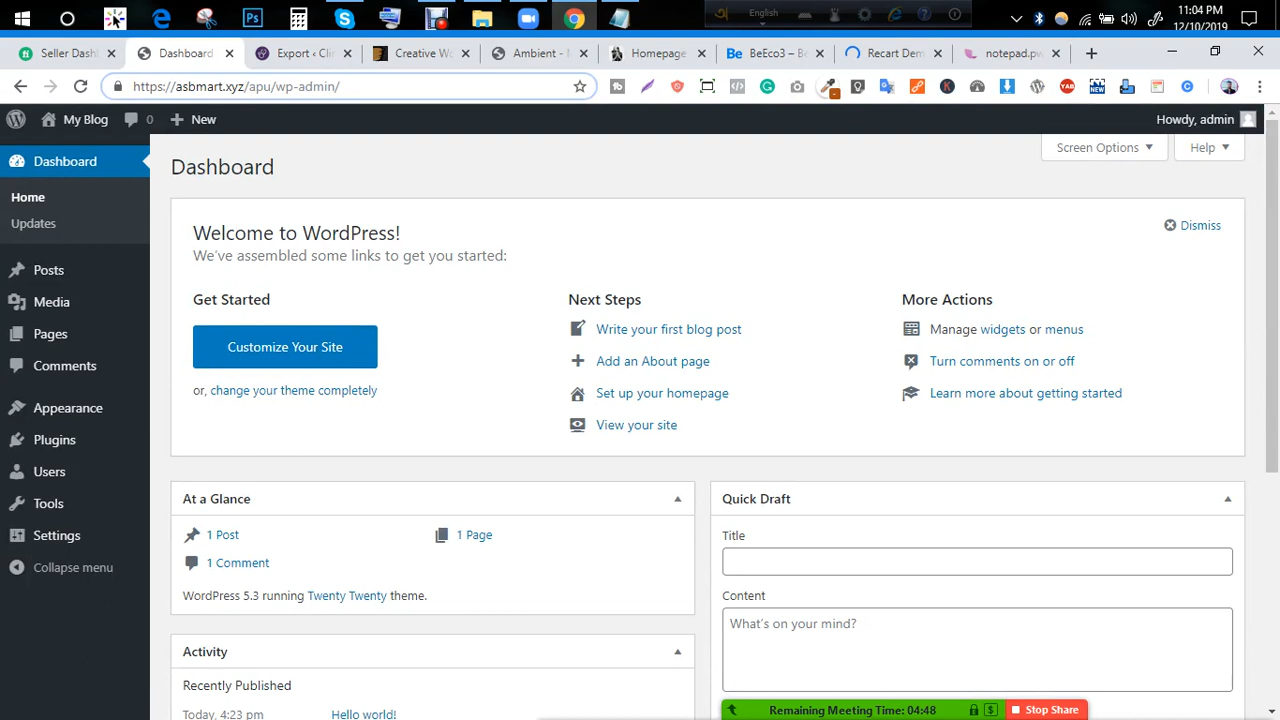 English
11:04 PM
12/10/2019
Seller Dash
Dashboard
Export ‹ Cli
Creative Wo
Ambient -
Homepage
BeEco3 – B
Recart Dem
notepad.pw
https://asbmart.xyz/apu/wp-admin/
My Blog
0
New
Howdy, admin
Dashboard
Home
Updates
Posts
Media
Pages
Comments
Appearance
Plugins
Users
Tools
Settings
Collapse menu
Dashboard
Screen Options
Help
Welcome to WordPress!
Dismiss
We've assembled some links to get you started:
Get Started
Customize Your Site
or, change your theme completely
Next Steps
Write your first blog post
Add an About page
Set up your homepage
View your site
More Actions
Manage widgets or menus
Turn comments on or off
Learn more about getting started
At a Glance
1 Post
1 Page
1 Comment
WordPress 5.3 running Twenty Twenty theme.
Activity
Recently Published
Today, 4:23 pm
Hello world!
Quick Draft
Title
Content
What's on your mind?
Remaining Meeting Time: 04:48
Stop Share